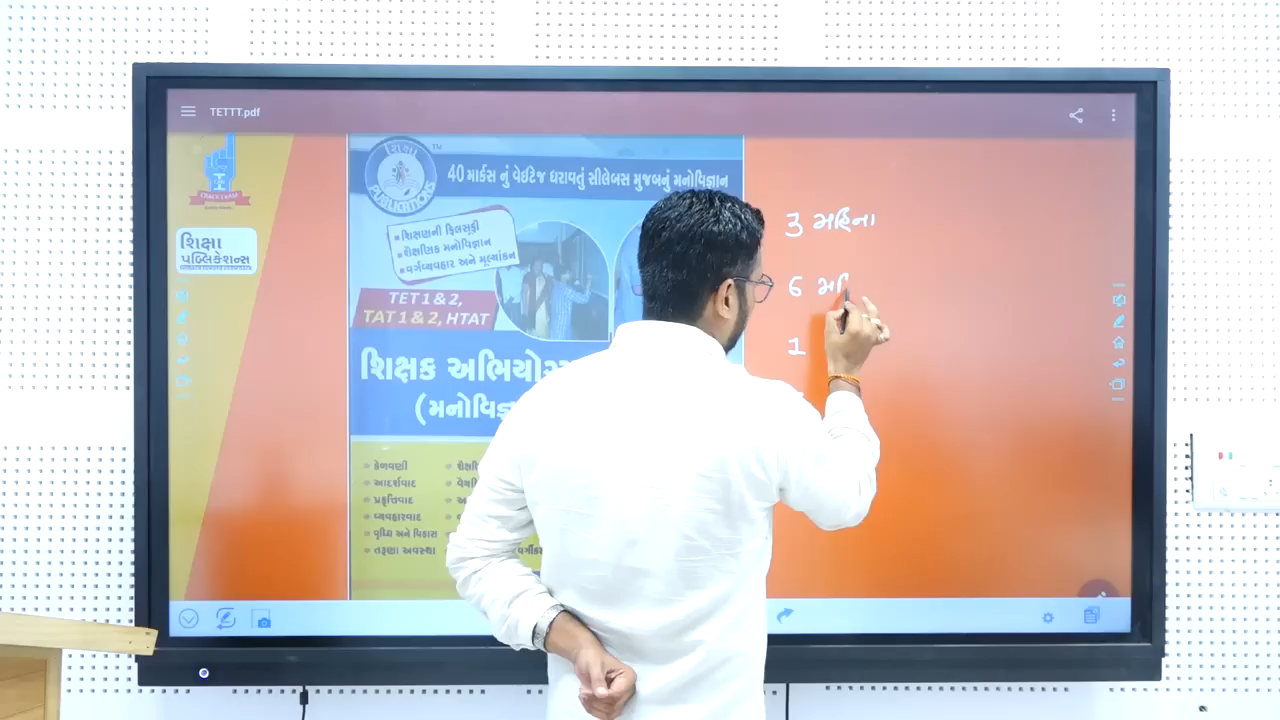 TETTT.pdf
શિક્ષા
PUBLICATIONS
TM
40 માર્કસ નું વેઈટેજ ધરાવતું સીલેબસ મુજબનું મનોવિજ્ઞાન
શિક્ષા
પબ્લિકેશન્સ
શિક્ષણની ફિલસૂફી
શૈક્ષણિક મનોવિજ્ઞાન
વર્ગવ્યવહાર અને મૂલ્યાંકન
TET 1 & 2,
TAT 1 & 2, HTAT
શિક્ષક અભિયો
(મનોવિજ્ઞ
કેળવણી
આદર્શવાદ
પ્રકૃતિવાદ
વ્યવહારવાદ
વૃદ્ધિ અને વિકાસ
તરુણા અવસ્થા
3 મહિના
6 મિ
1